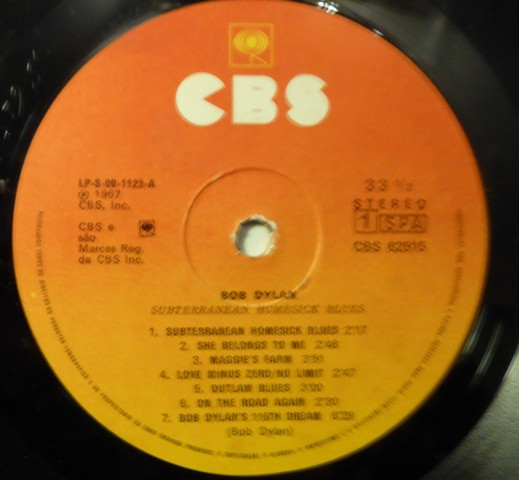 CBS
LP-S-00-1123-A
℗ 1967
CBS, Inc.
CBS e
são
Marcas Reg.
da CBS Inc.
33 ⅓
STEREO
1 SPA
CBS 62515
BOB DYLAN
SUBTERRANEAN HOMESICK BLUES
1. SUBTERRANEAN HOMESICK BLUES 2:17
2. SHE BELONGS TO ME 2:48
3. MAGGIE'S FARM 3:51
4. LOVE MINUS ZERO/NO LIMIT 2:47
5. OUTLAW BLUES 3:00
6. ON THE ROAD AGAIN 2:30
7. BOB DYLAN'S 115TH DREAM 6:29
(Bob Dylan)